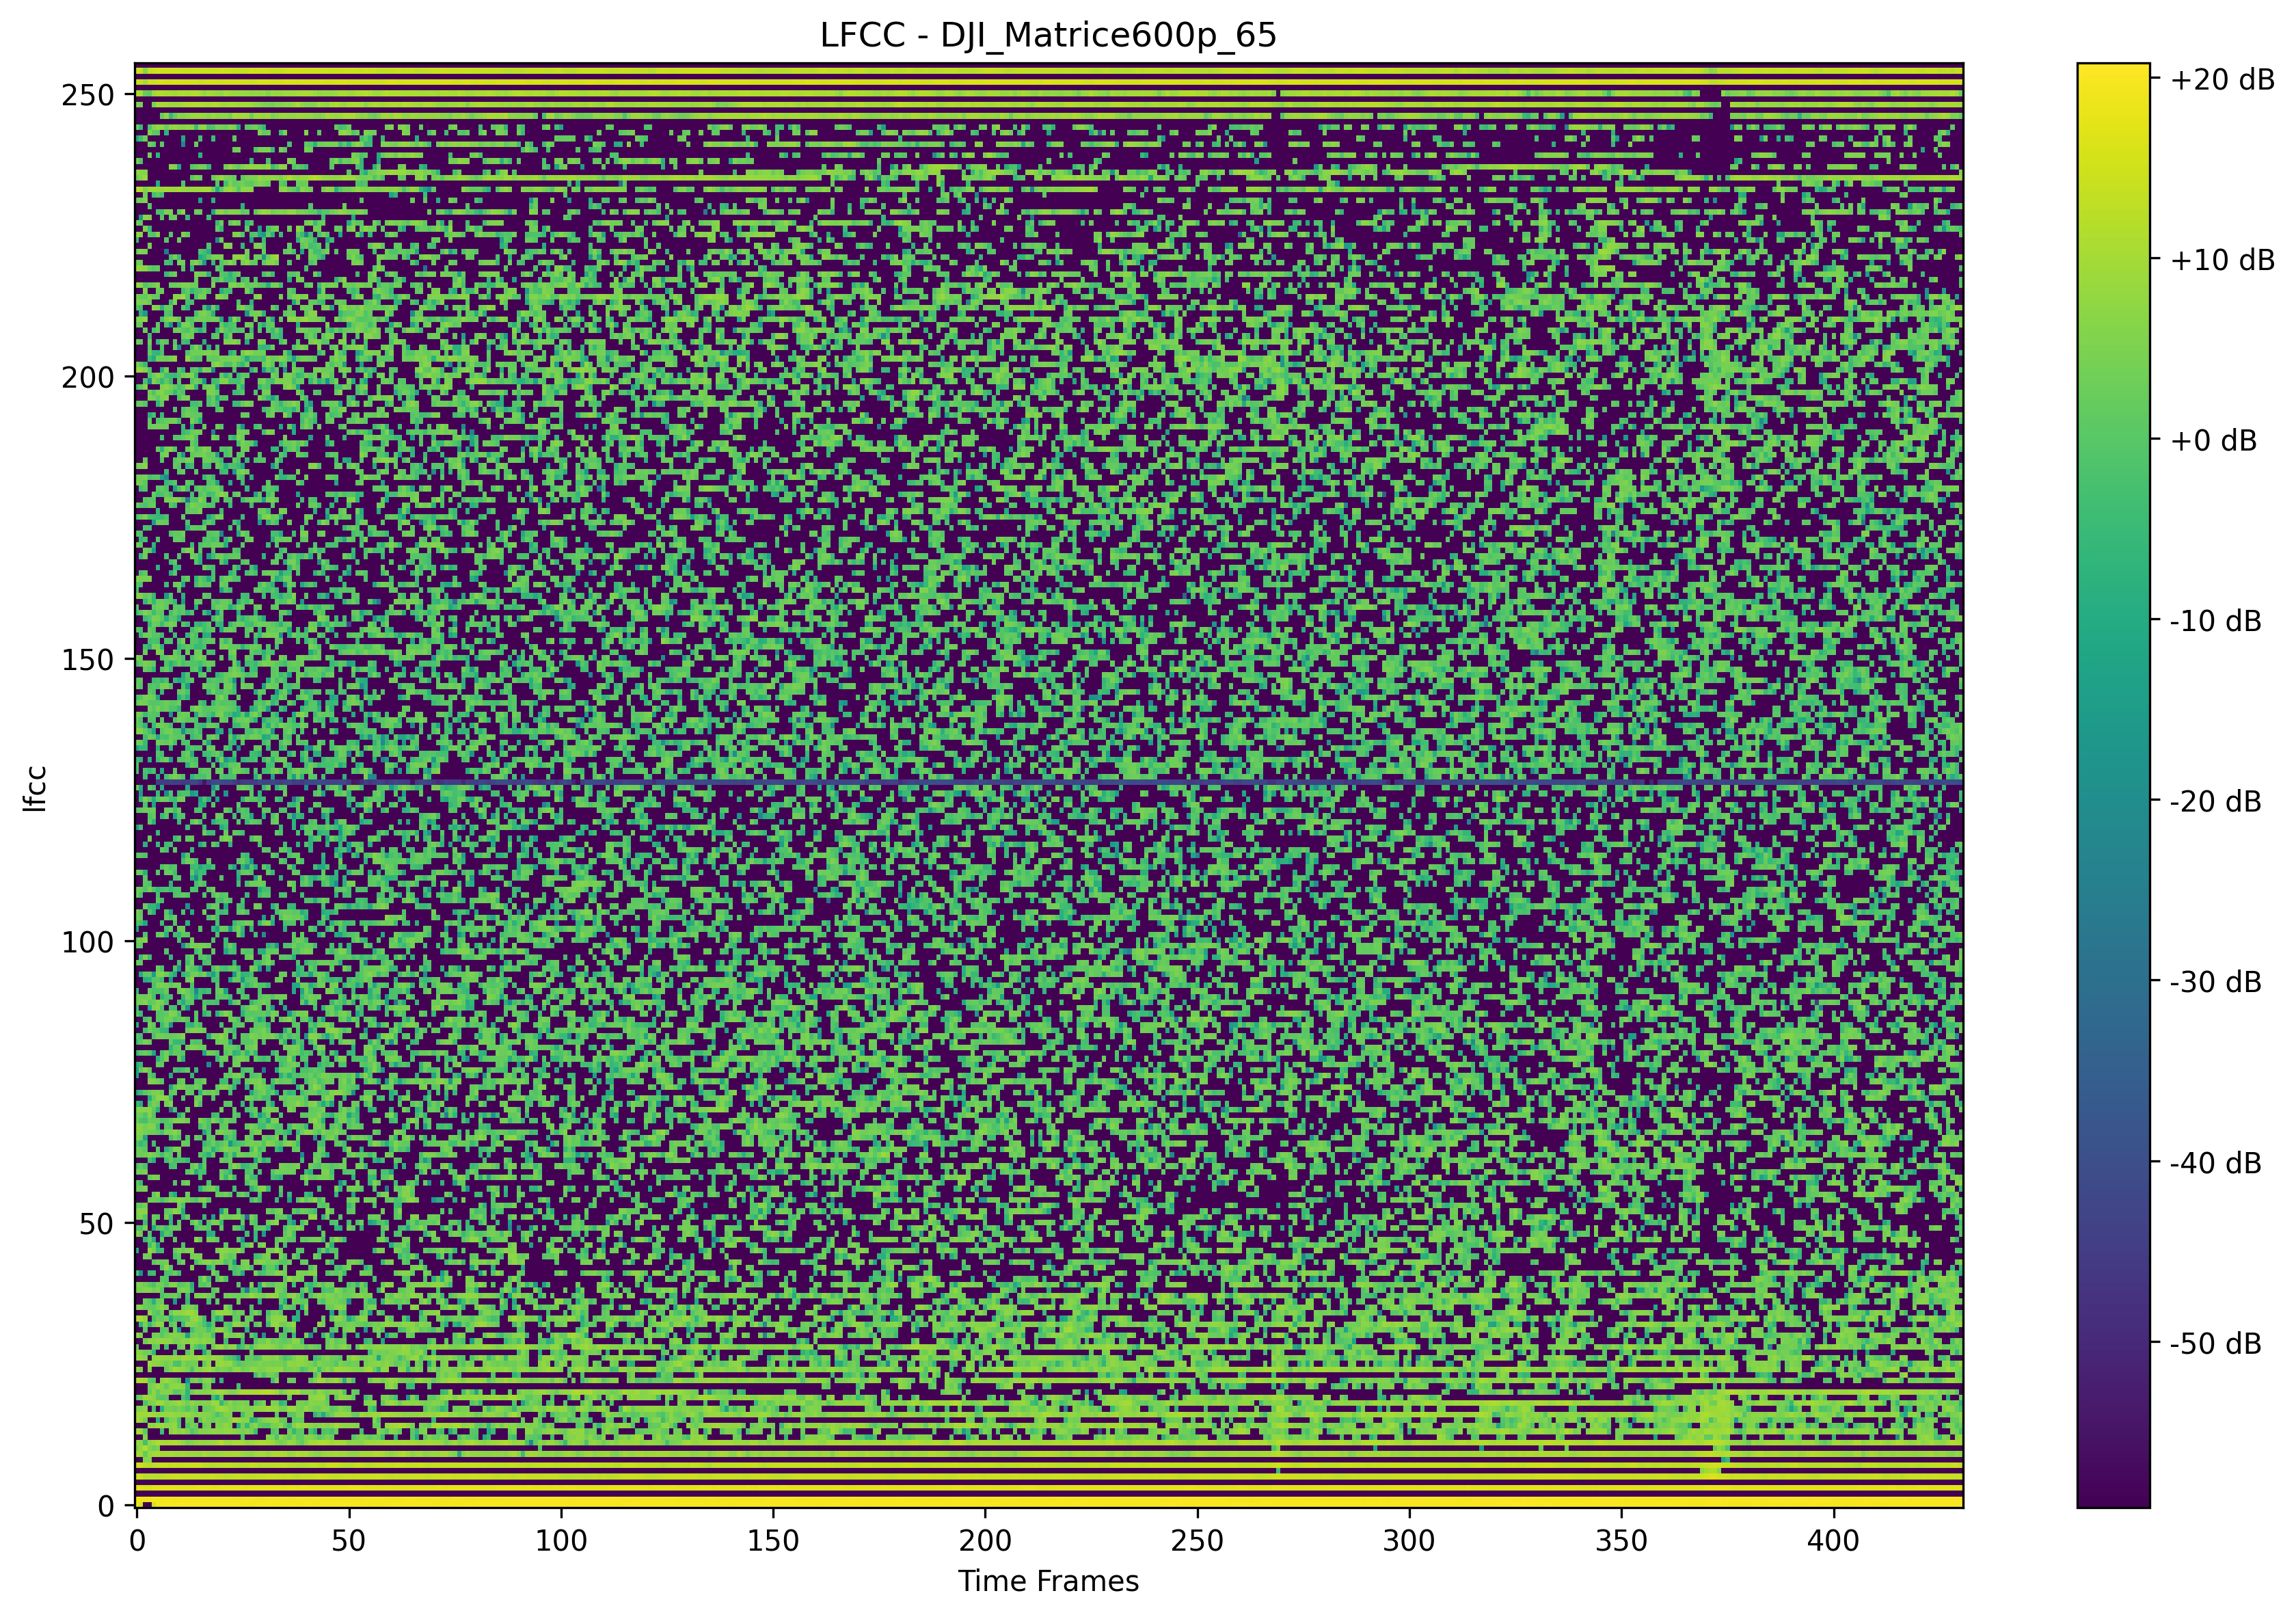 LFCC - DJI_Matrice600p_65
250
200
150
100
50
0
lfcc
0 50 100 150 200 250 300 350 400
Time Frames
+20 dB
+10 dB
+0 dB
-10 dB
-20 dB
-30 dB
-40 dB
-50 dB